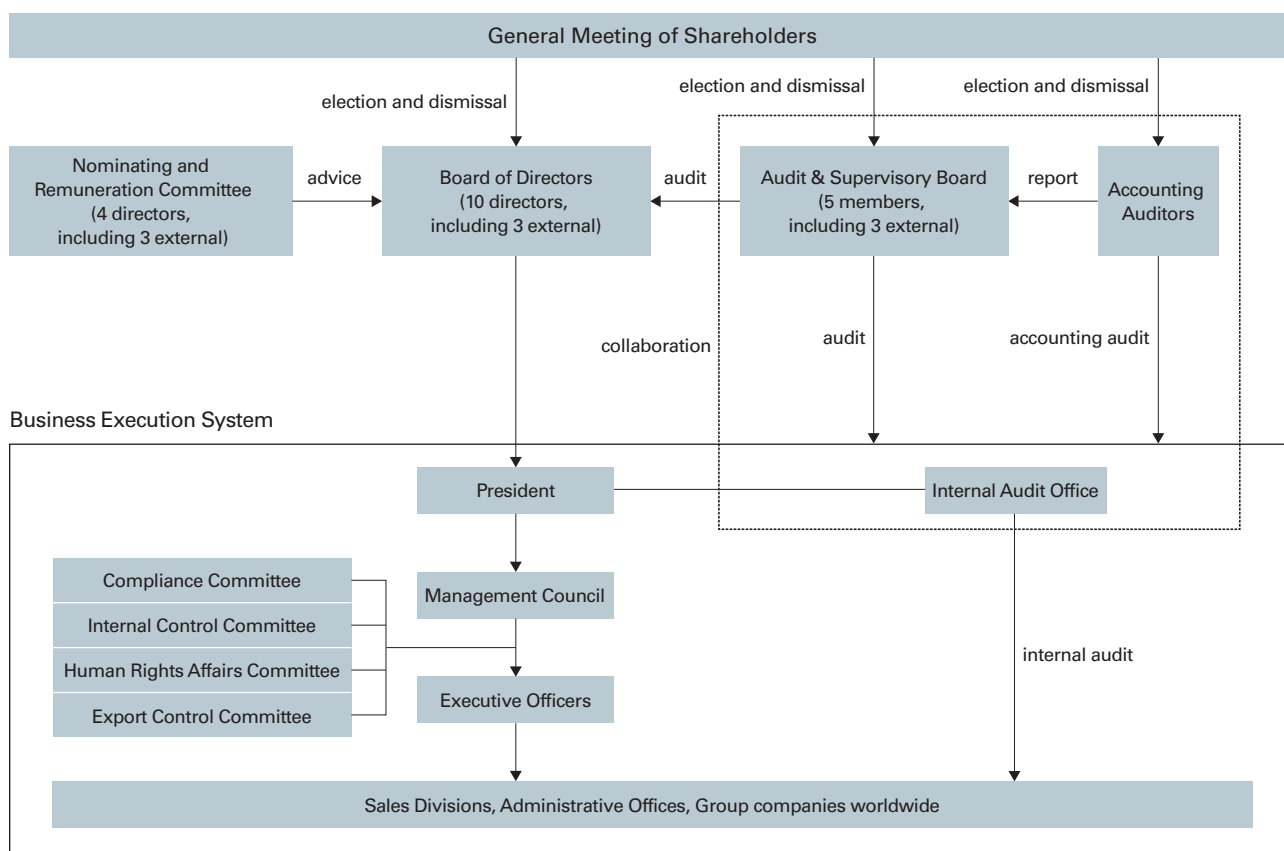 General Meeting of Shareholders
election and dismissal
election and dismissal
election and dismissal
Nominating and
Remuneration Committee
(4 directors,
including 3 external)
advice
Board of Directors
(10 directors,
including 3 external)
audit
Audit & Supervisory Board
(5 members,
including 3 external)
report
Accounting
Auditors
collaboration
audit
accounting audit
Business Execution System
President
Internal Audit Office
Compliance Committee
Internal Control Committee
Human Rights Affairs Committee
Export Control Committee
Management Council
Executive Officers
internal audit
Sales Divisions, Administrative Offices, Group companies worldwide